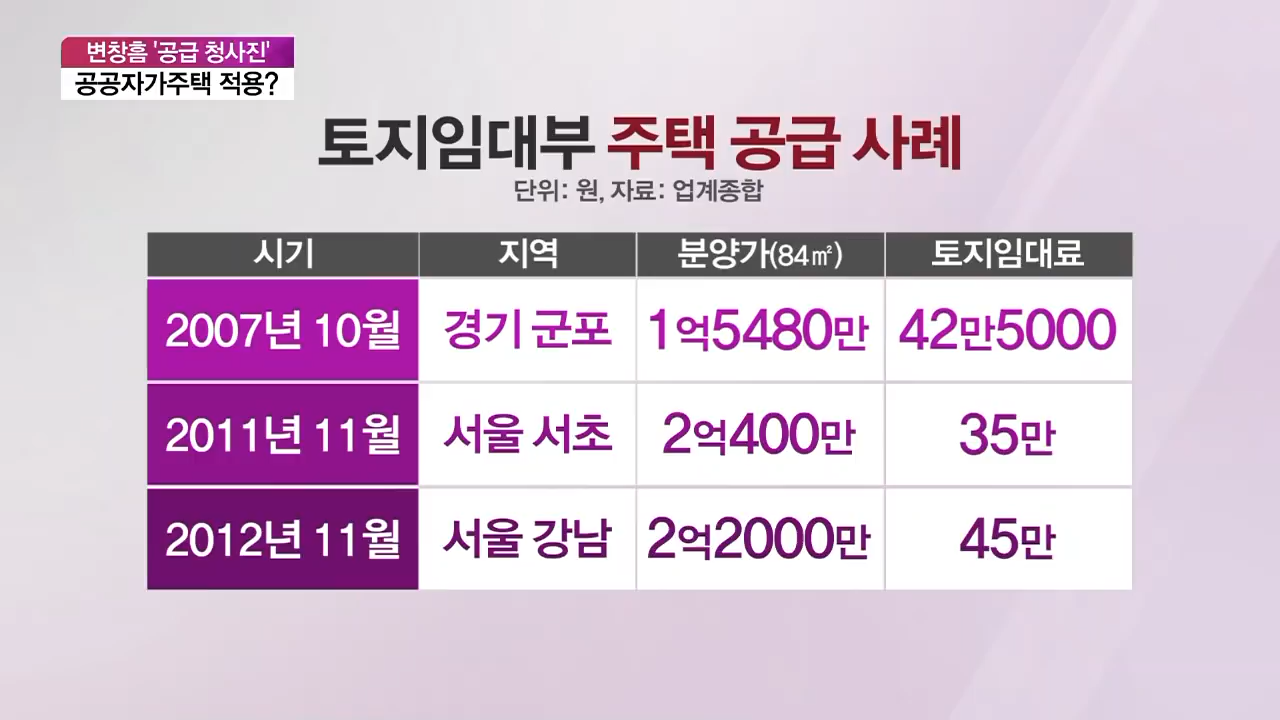 변창흠 '공급 청사진'
공공자가주택 적용?
토지임대부 주택 공급 사례
단위: 원, 자료: 업계종합
시기 지역 분양가(84㎡) 토지임대료
2007년 10월 경기 군포 1억5480만 42만5000
2011년 11월 서울 서초 2억400만 35만
2012년 11월 서울 강남 2억2000만 45만